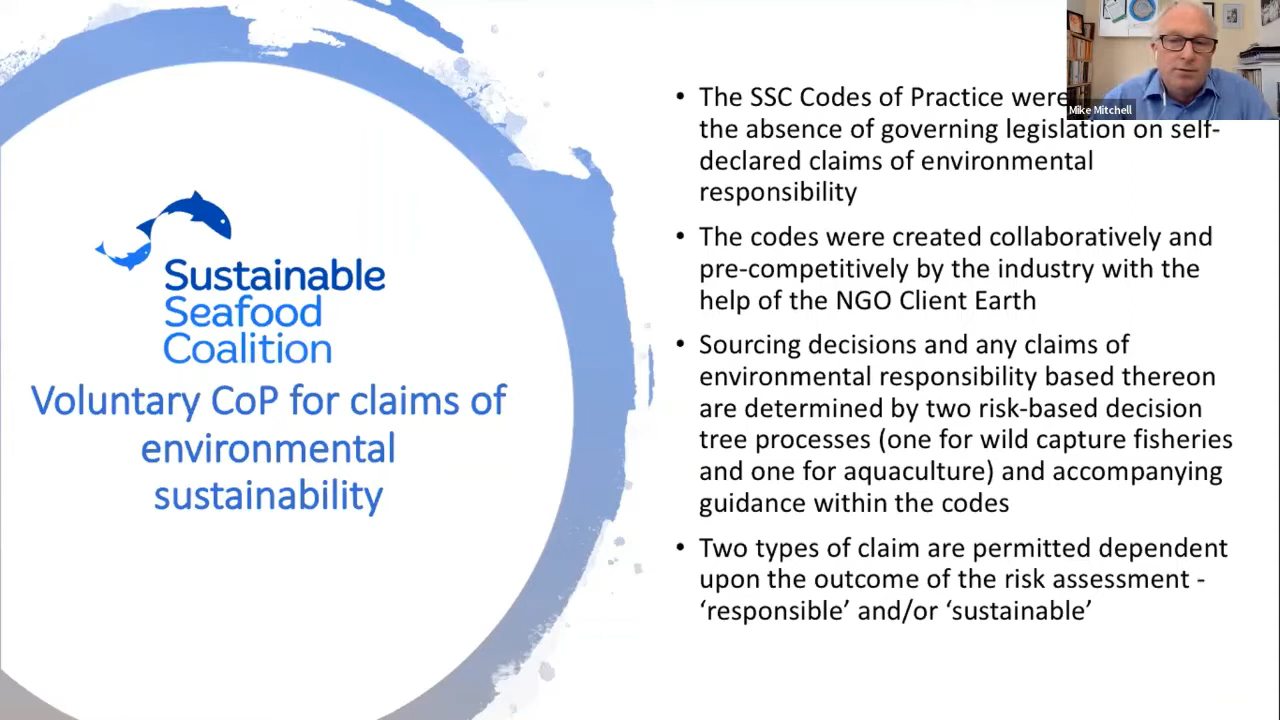 Mike Mitchell
Sustainable
Seafood
Coalition
Voluntary CoP for claims of
environmental
sustainability
• The SSC Codes of Practice were
the absence of governing legislation on self-
declared claims of environmental
responsibility
• The codes were created collaboratively and
pre-competitively by the industry with the
help of the NGO Client Earth
• Sourcing decisions and any claims of
environmental responsibility based thereon
are determined by two risk-based decision
tree processes (one for wild capture fisheries
and one for aquaculture) and accompanying
guidance within the codes
• Two types of claim are permitted dependent
upon the outcome of the risk assessment -
‘responsible’ and/or ‘sustainable’